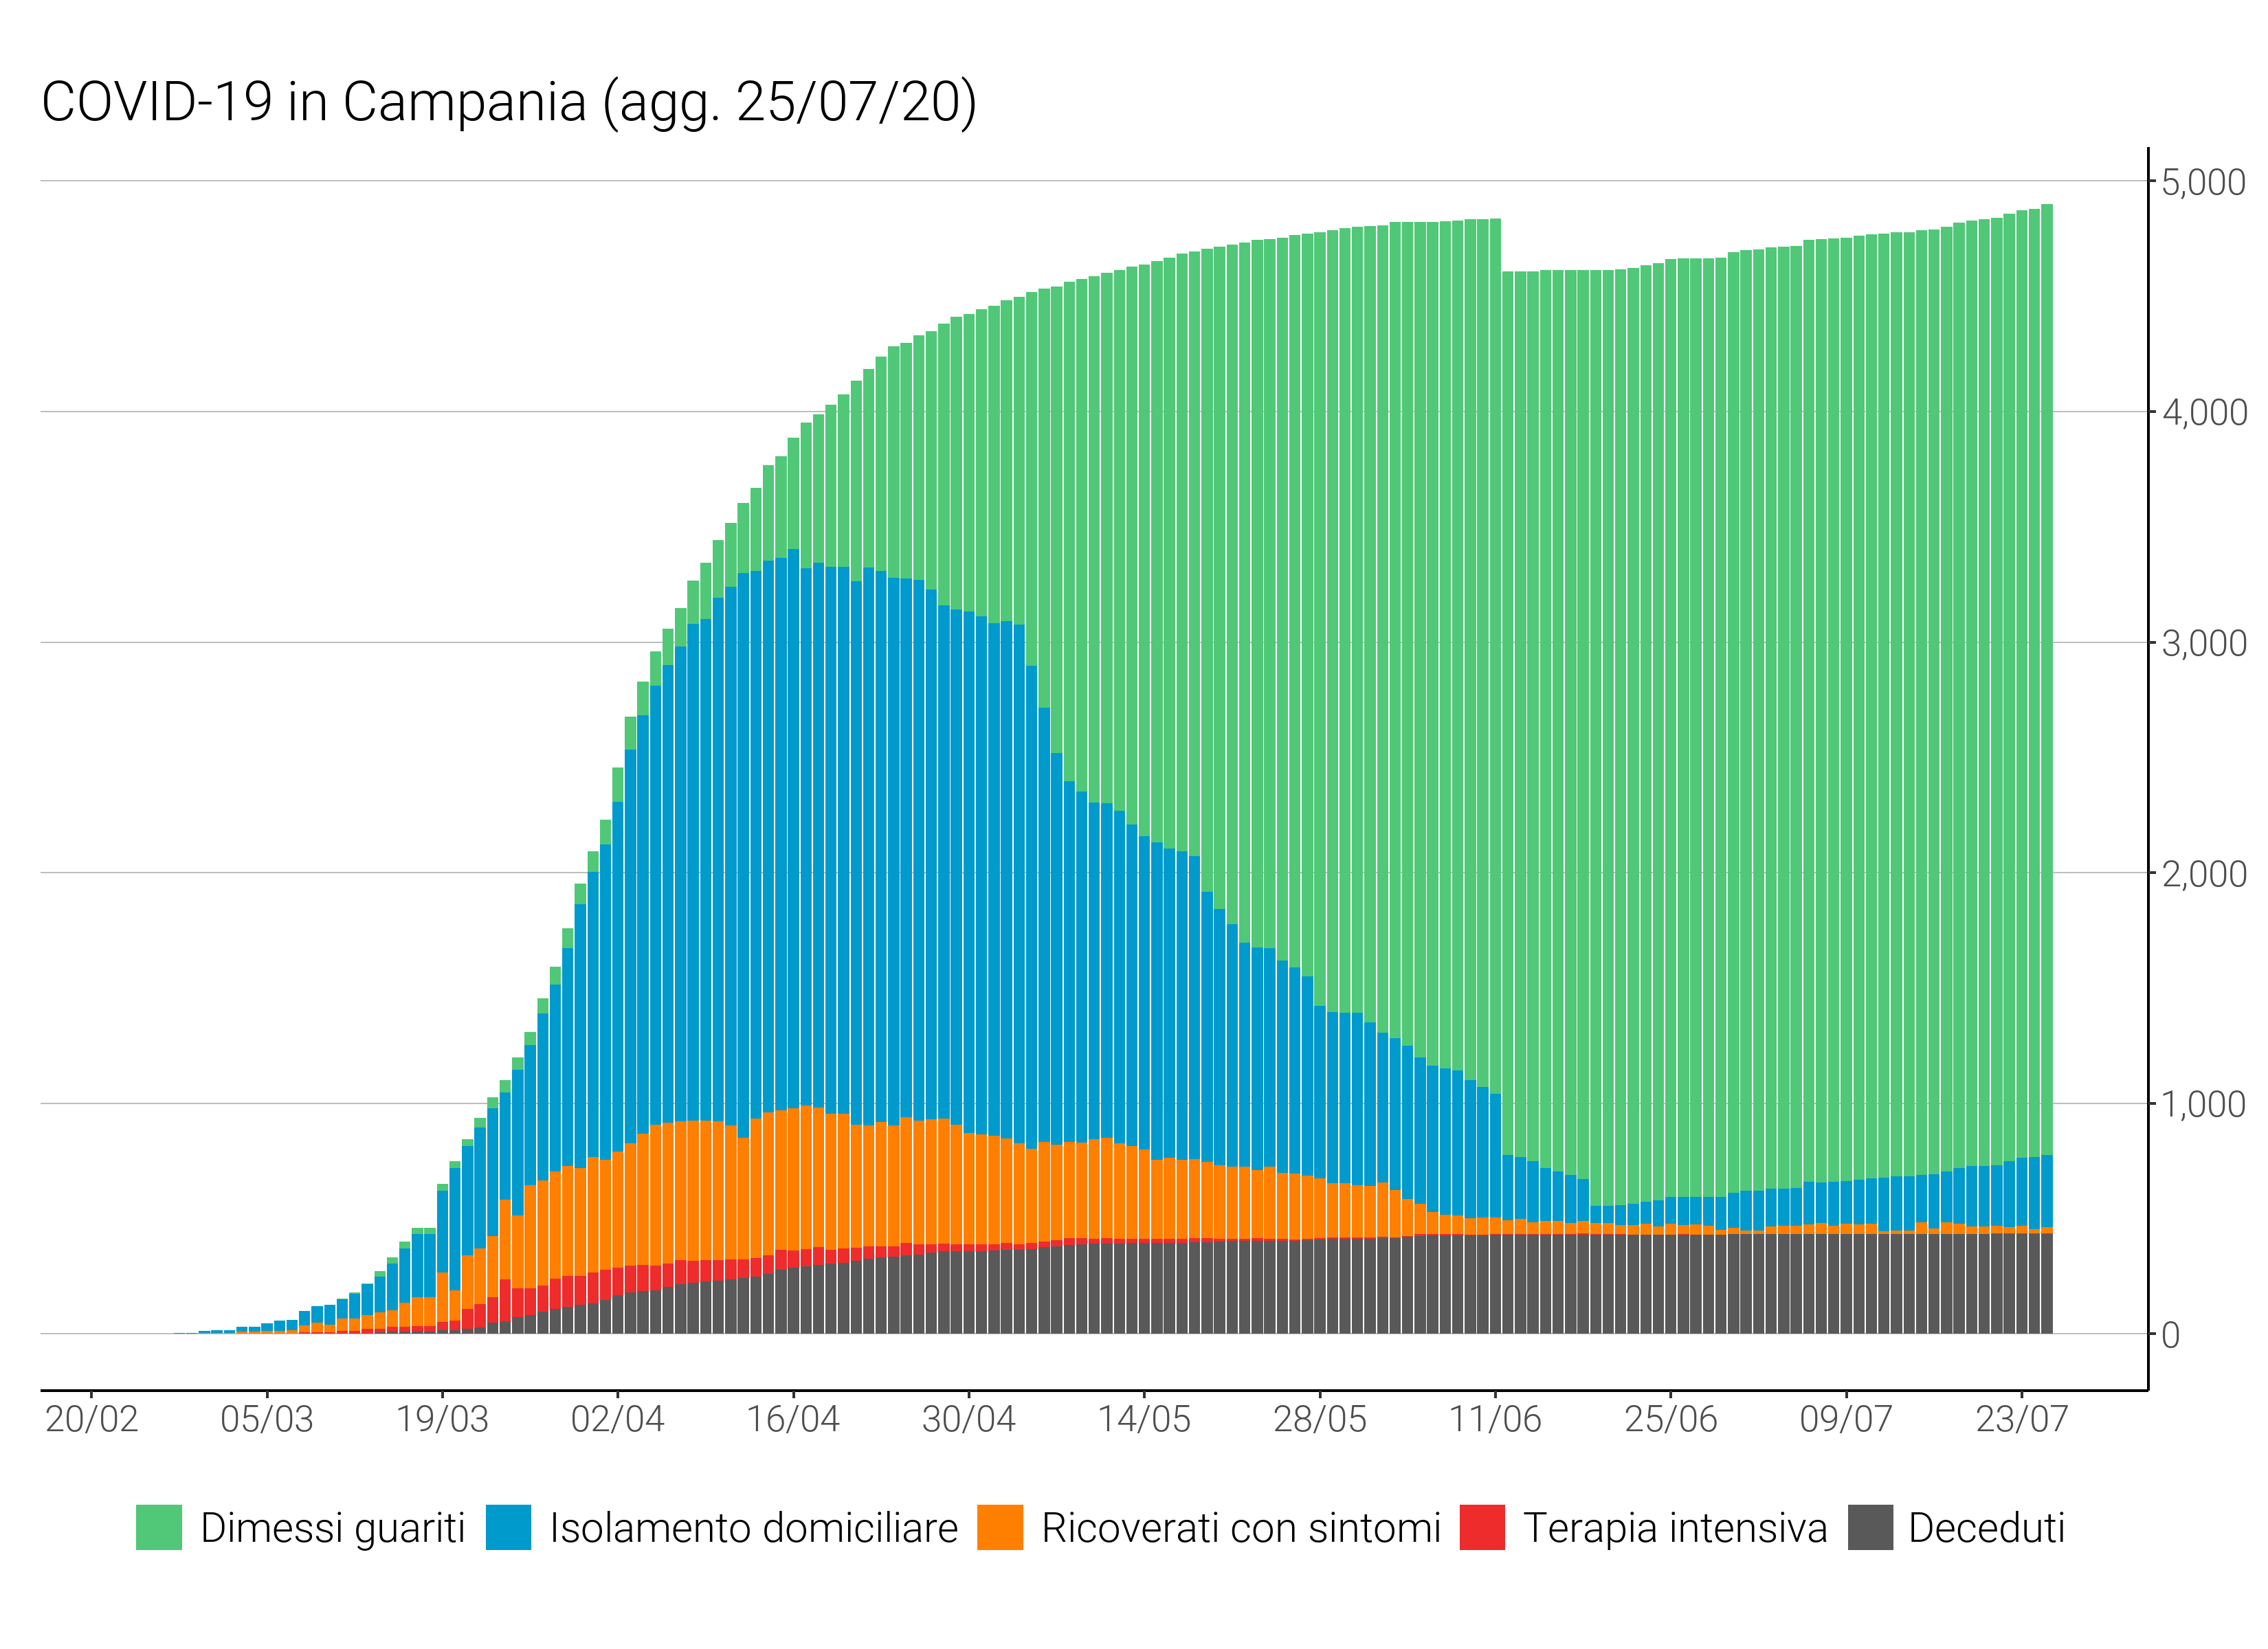 COVID-19 in Campania (agg. 25/07/20)
5,000
4,000
3,000
2,000
1,000
0
20/02 05/03 19/03 02/04 16/04 30/04 14/05 28/05 11/06 25/06 09/07 23/07
Dimessi guariti Isolamento domiciliare Ricoverati con sintomi Terapia intensiva Deceduti